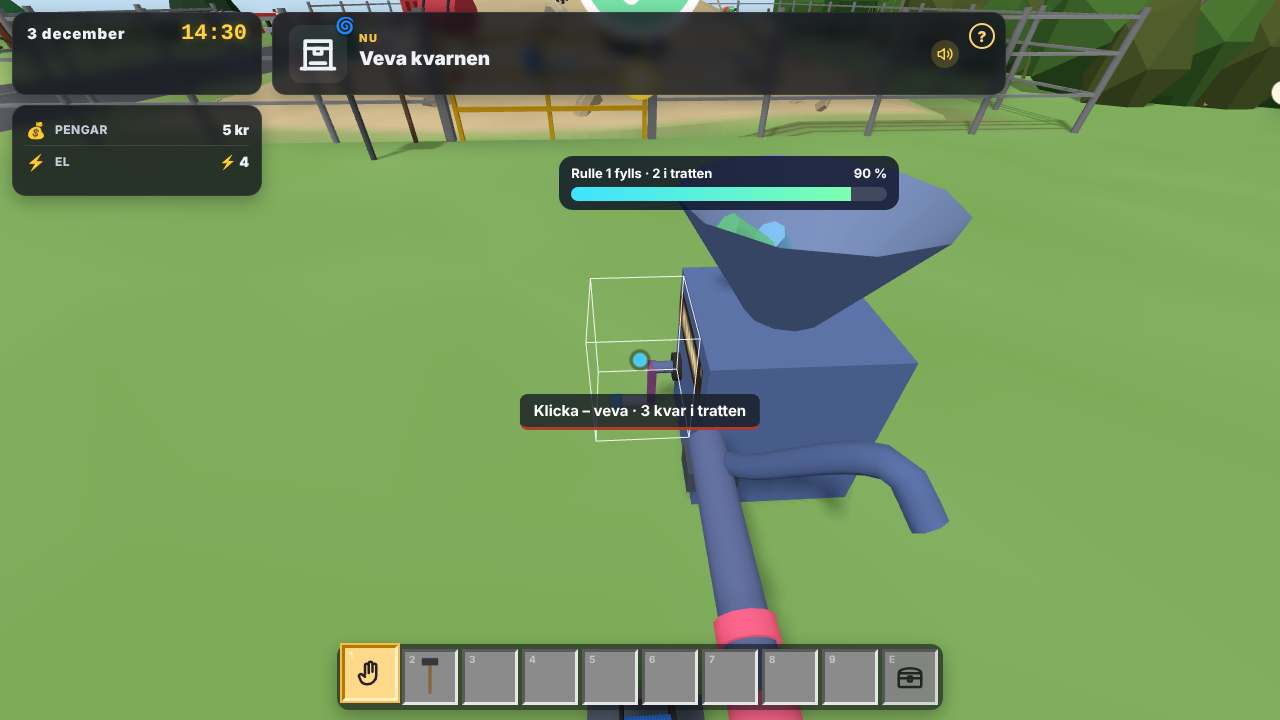 3 december 14:30
NU
Veva kvarnen
?
PENGAR 5 kr
EL 4
Rulle 1 fylls · 2 i tratten 90 %
Klicka – veva · 3 kvar i tratten
2 3 4 5 6 7 8 9 E